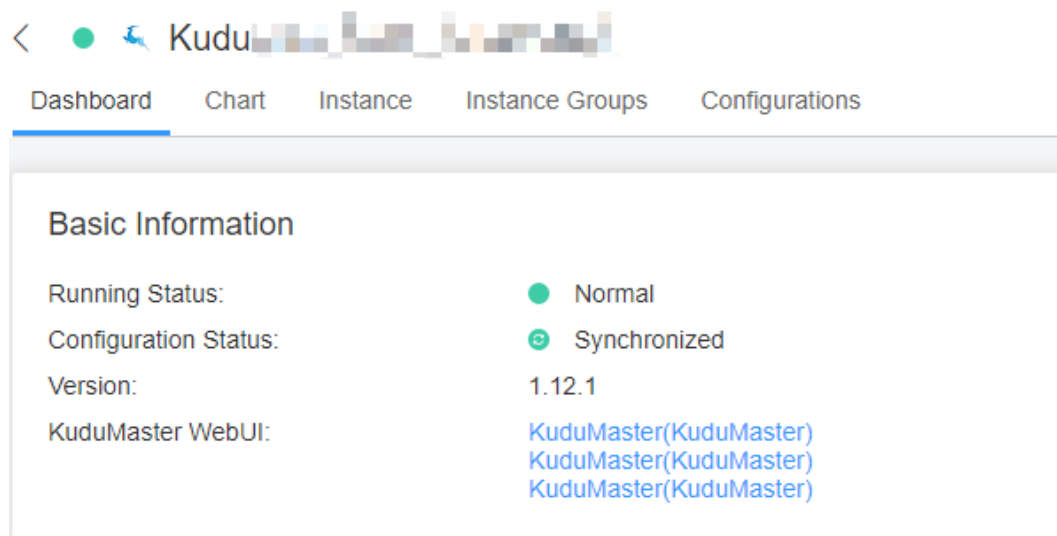 Kudu
Dashboard Chart Instance Instance Groups Configurations
Basic Information
Running Status: Normal
Configuration Status: Synchronized
Version: 1.12.1
KuduMaster WebUI: KuduMaster(KuduMaster)
KuduMaster(KuduMaster)
KuduMaster(KuduMaster)